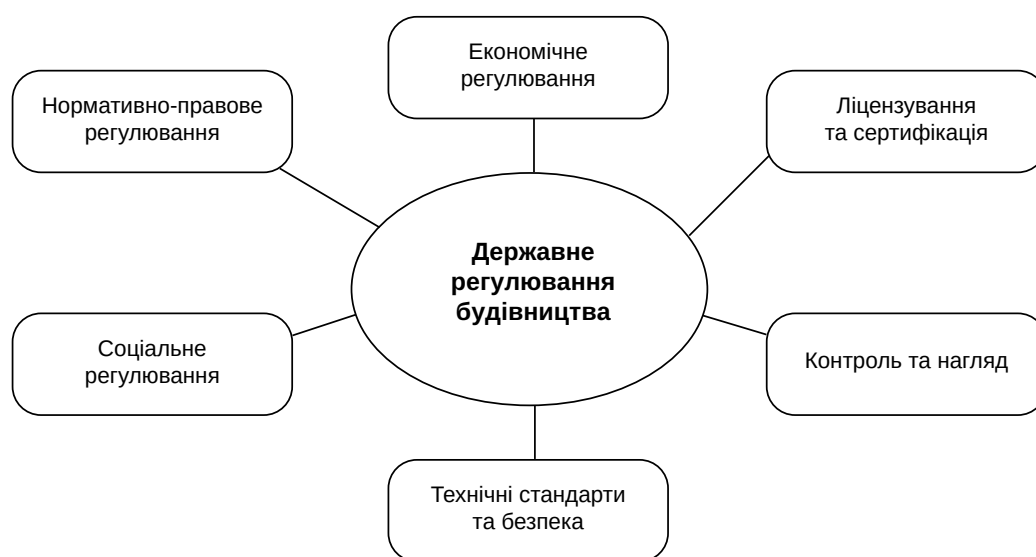 Економічне
регулювання
Нормативно-правове
регулювання
Ліцензування
та сертифікація
Державне
регулювання
будівництва
Соціальне
регулювання
Контроль та нагляд
Технічні стандарти
та безпека